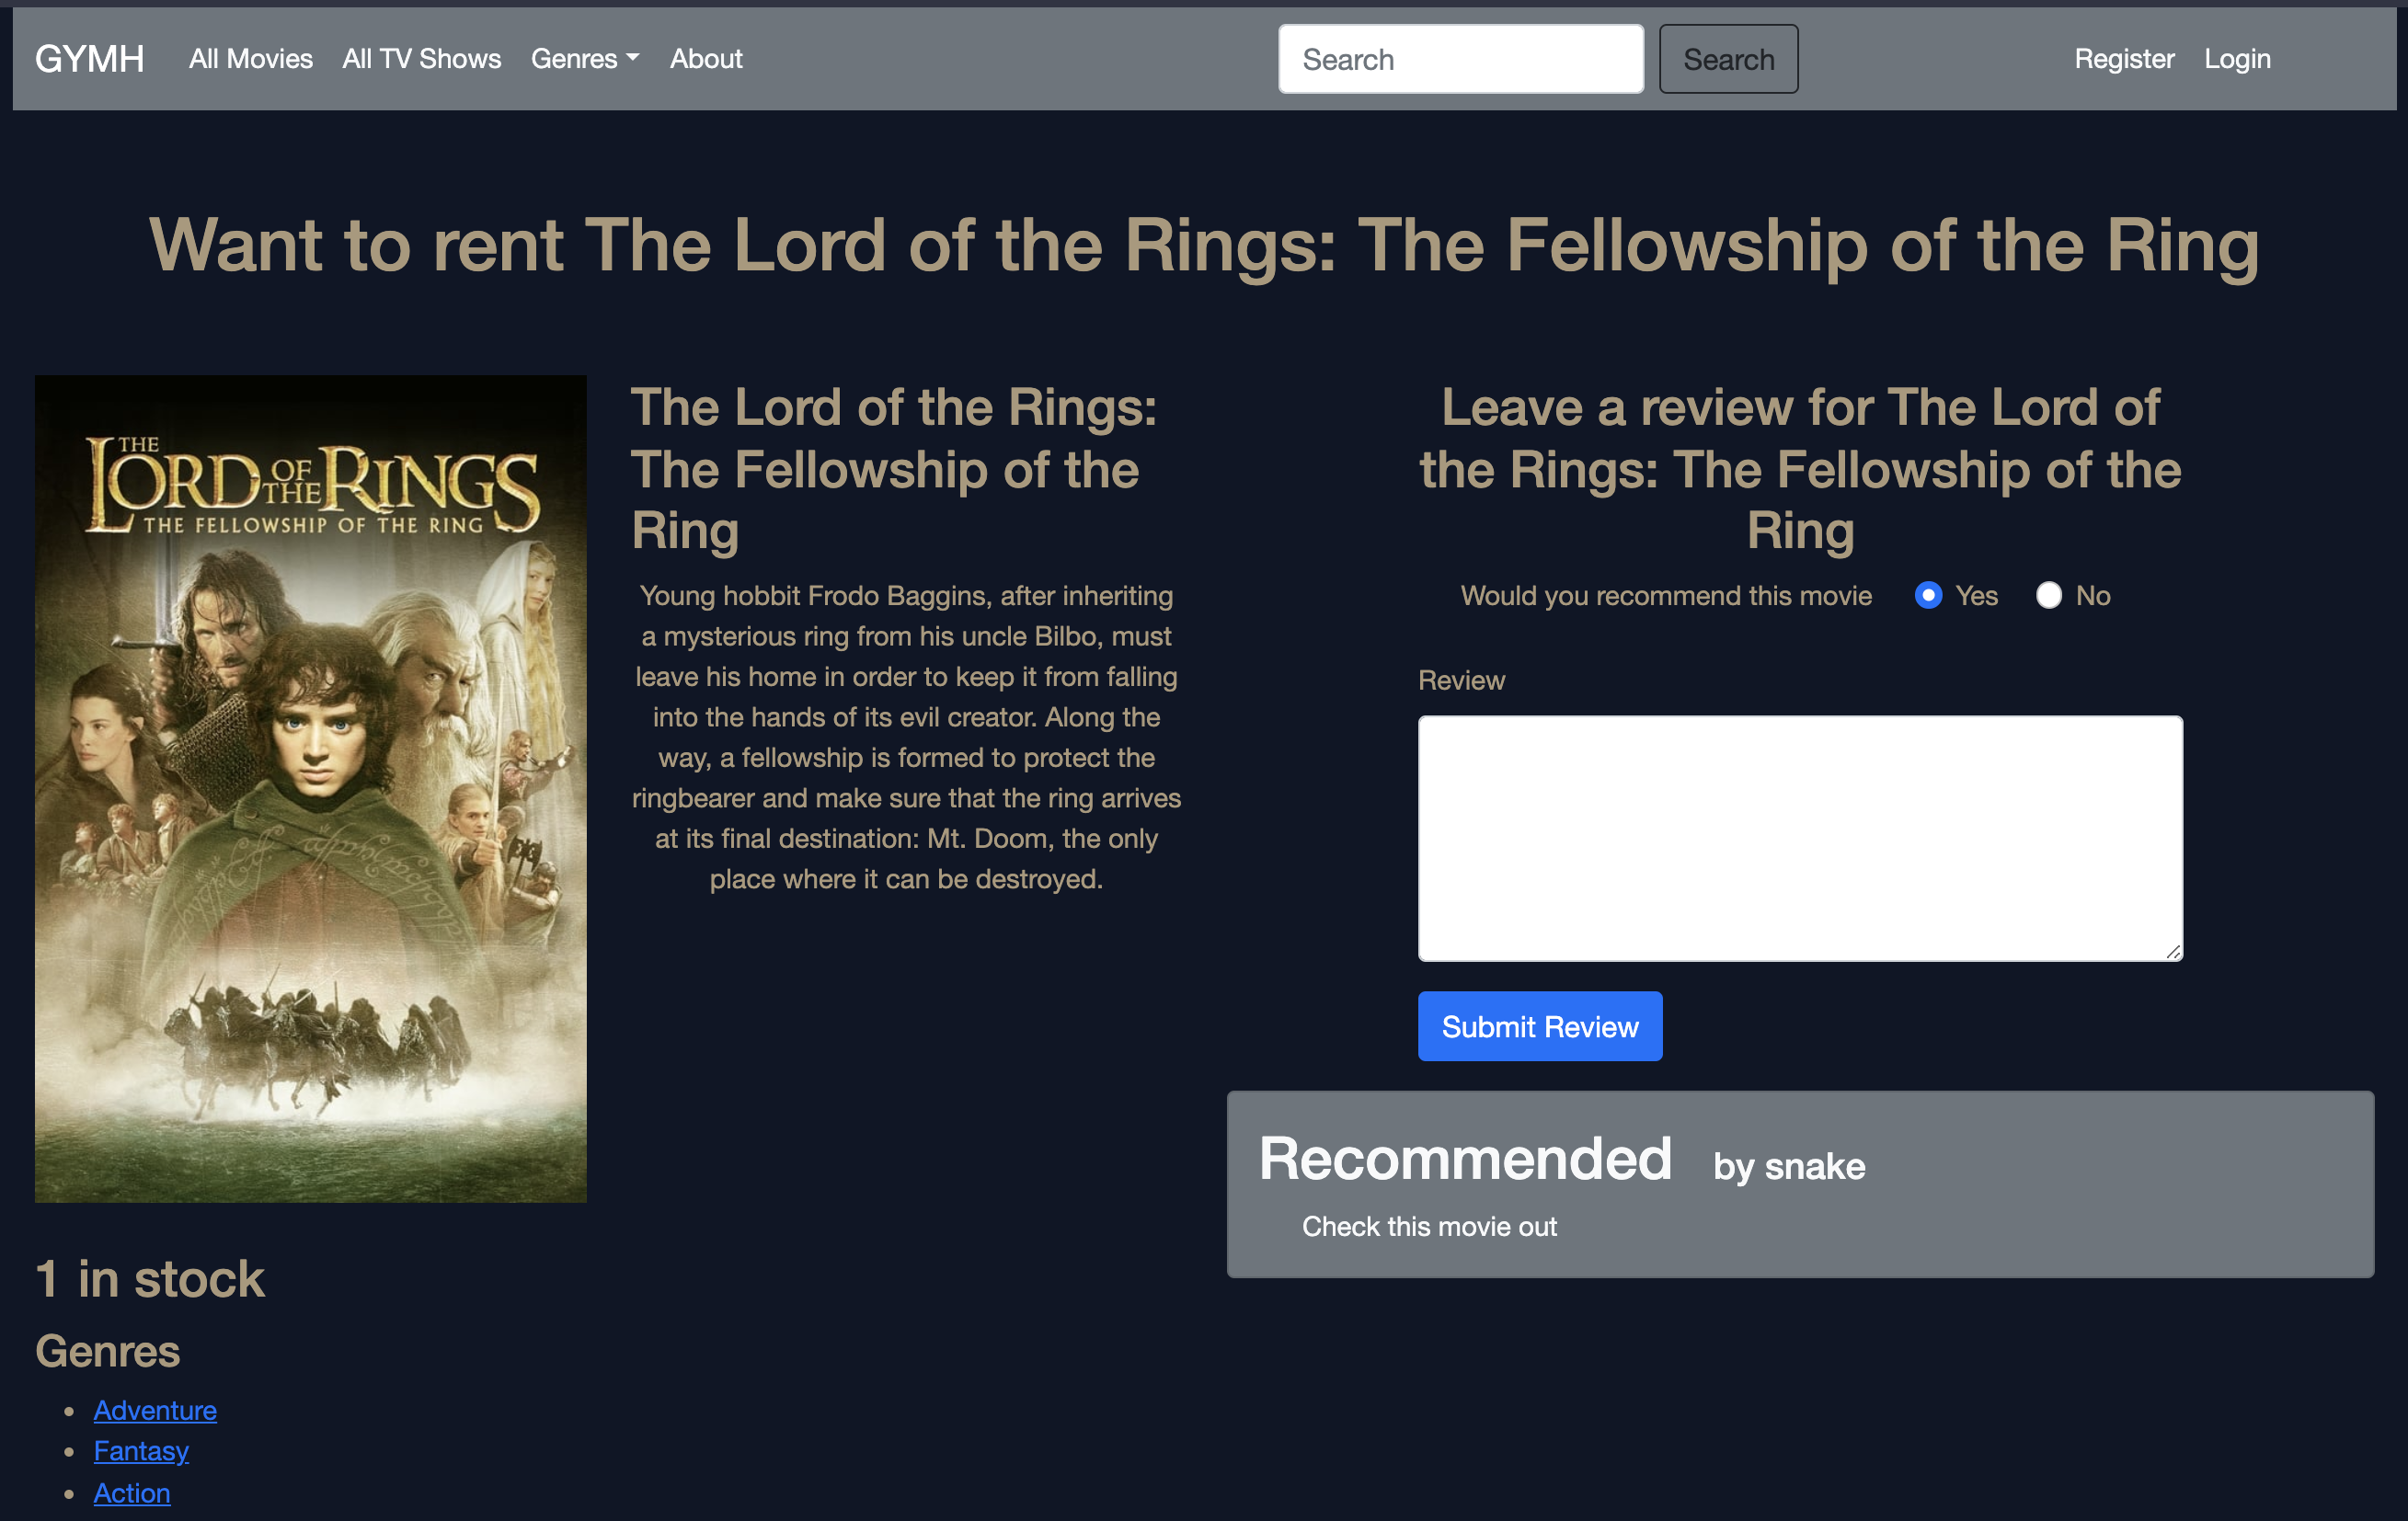 GYMH All Movies All TV Shows Genres About Search Search Register Login
Want to rent The Lord of the Rings: The Fellowship of the Ring
THE
LORD OF THE RINGS
THE FELLOWSHIP OF THE RING
The Lord of the Rings:
The Fellowship of the
Ring
Young hobbit Frodo Baggins, after inheriting
a mysterious ring from his uncle Bilbo, must
leave his home in order to keep it from falling
into the hands of its evil creator. Along the
way, a fellowship is formed to protect the
ringbearer and make sure that the ring arrives
at its final destination: Mt. Doom, the only
place where it can be destroyed.
1 in stock
Genres
Adventure
Fantasy
Action
Leave a review for The Lord of
the Rings: The Fellowship of the
Ring
Would you recommend this movie Yes No
Review
Submit Review
Recommended by snake
Check this movie out